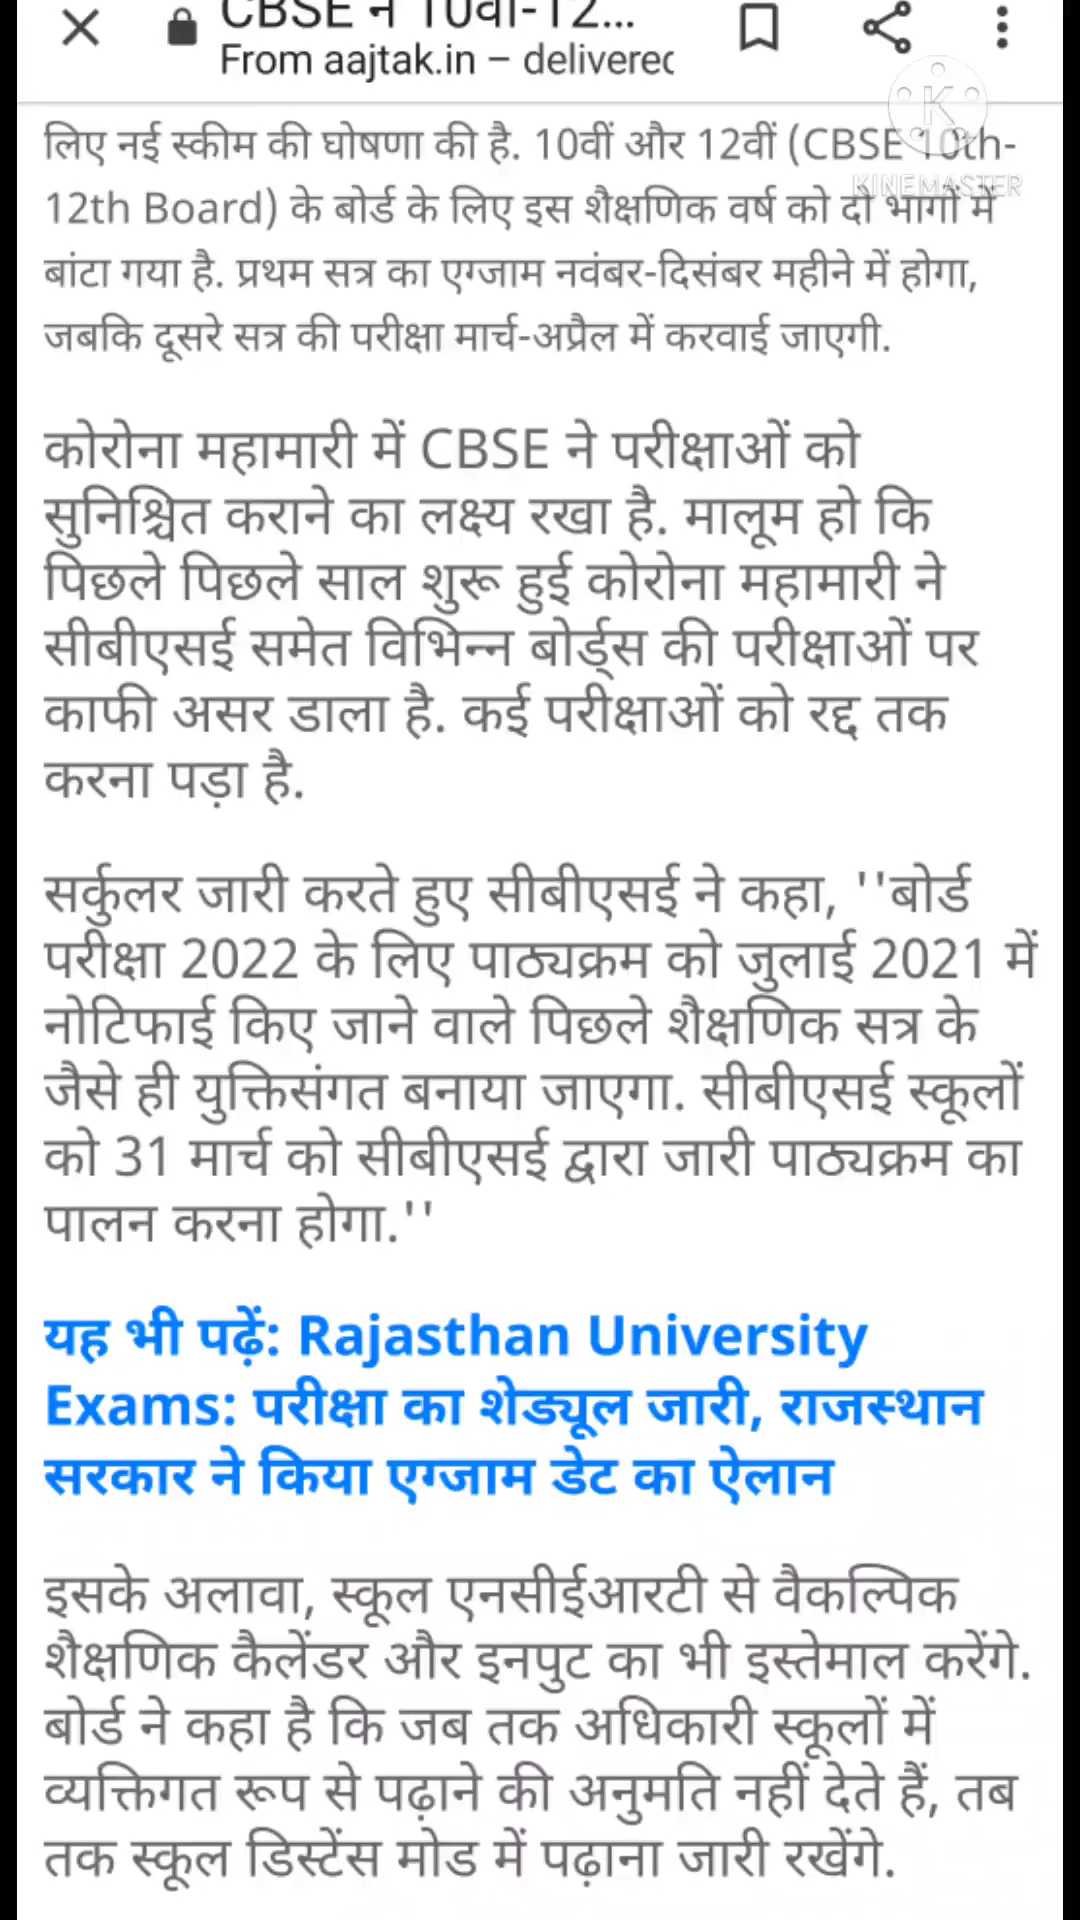 CBSE ने 10वीं-12...
From aajtak.in – delivered
K
KINEMASTER
लिए नई स्कीम की घोषणा की है. 10वीं और 12वीं (CBSE 10th-
12th Board) के बोर्ड के लिए इस शैक्षणिक वर्ष को दो भागों में
बांटा गया है. प्रथम सत्र का एग्जाम नवंबर-दिसंबर महीने में होगा,
जबकि दूसरे सत्र की परीक्षा मार्च-अप्रैल में करवाई जाएगी.
कोरोना महामारी में CBSE ने परीक्षाओं को
सुनिश्चित कराने का लक्ष्य रखा है. मालूम हो कि
पिछले पिछले साल शुरू हुई कोरोना महामारी ने
सीबीएसई समेत विभिन्न बोर्ड्स की परीक्षाओं पर
काफी असर डाला है. कई परीक्षाओं को रद्द तक
करना पड़ा है.
सर्कुलर जारी करते हुए सीबीएसई ने कहा, ''बोर्ड
परीक्षा 2022 के लिए पाठ्यक्रम को जुलाई 2021 में
नोटिफाई किए जाने वाले पिछले शैक्षणिक सत्र के
जैसे ही युक्तिसंगत बनाया जाएगा. सीबीएसई स्कूलों
को 31 मार्च को सीबीएसई द्वारा जारी पाठ्यक्रम का
पालन करना होगा.''
यह भी पढ़ें: Rajasthan University
Exams: परीक्षा का शेड्यूल जारी, राजस्थान
सरकार ने किया एग्जाम डेट का ऐलान
इसके अलावा, स्कूल एनसीईआरटी से वैकल्पिक
शैक्षणिक कैलेंडर और इनपुट का भी इस्तेमाल करेंगे.
बोर्ड ने कहा है कि जब तक अधिकारी स्कूलों में
व्यक्तिगत रूप से पढ़ाने की अनुमति नहीं देते हैं, तब
तक स्कूल डिस्टेंस मोड में पढ़ाना जारी रखेंगे.